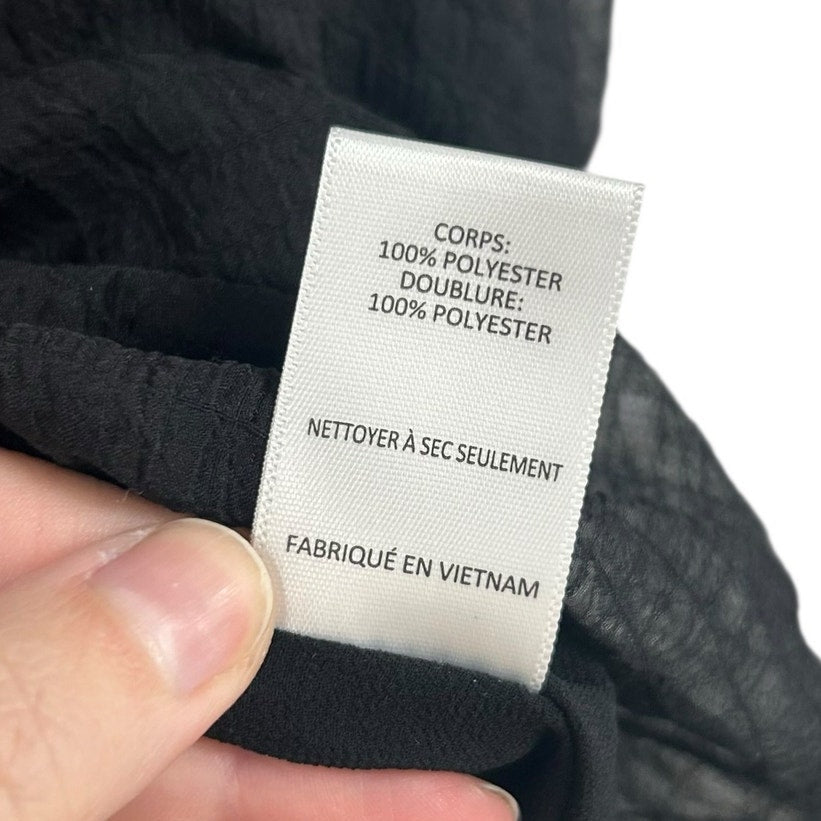 CORPS:
100% POLYESTER
DOUBLURE:
100% POLYESTER
NETTOYER À SEC SEULEMENT
FABRIQUÉ EN VIETNAM